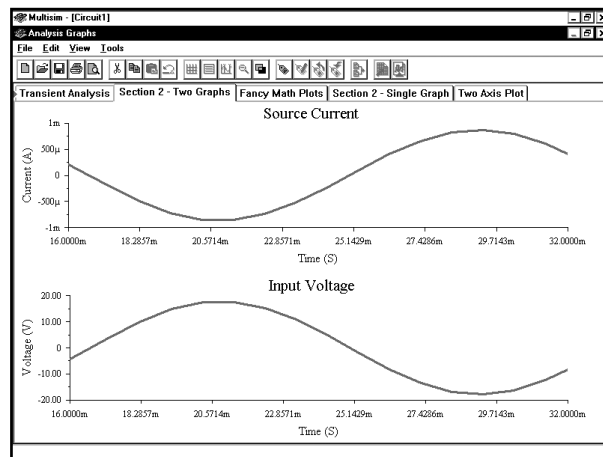 Multisim - [Circuit1]
Analysis Graphs
File Edit View Tools
Transient Analysis Section 2 - Two Graphs Fancy Math Plots Section 2 - Single Graph Two Axis Plot
Source Current
Current (A)
1m
500µ
0
-500µ
-1m
16.0000m 18.2857m 20.5714m 22.8571m 25.1429m 27.4286m 29.7143m 32.0000m
Time (S)
Input Voltage
Voltage (V)
20.00
10.00
0
-10.00
-20.00
16.0000m 18.2857m 20.5714m 22.8571m 25.1429m 27.4286m 29.7143m 32.0000m
Time (S)